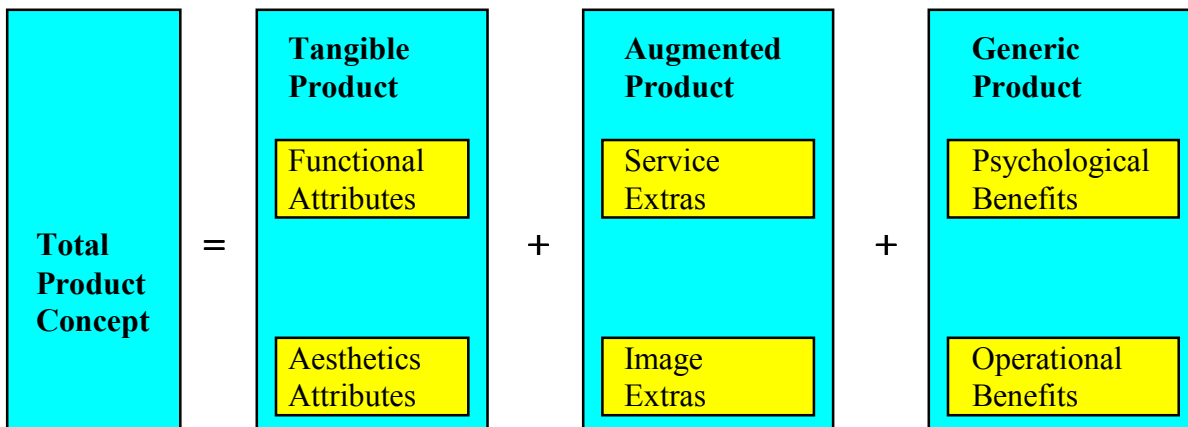 Total
Product
Concept
=
Tangible
Product
Functional
Attributes
Aesthetics
Attributes
+
Augmented
Product
Service
Extras
Image
Extras
+
Generic
Product
Psychological
Benefits
Operational
Benefits